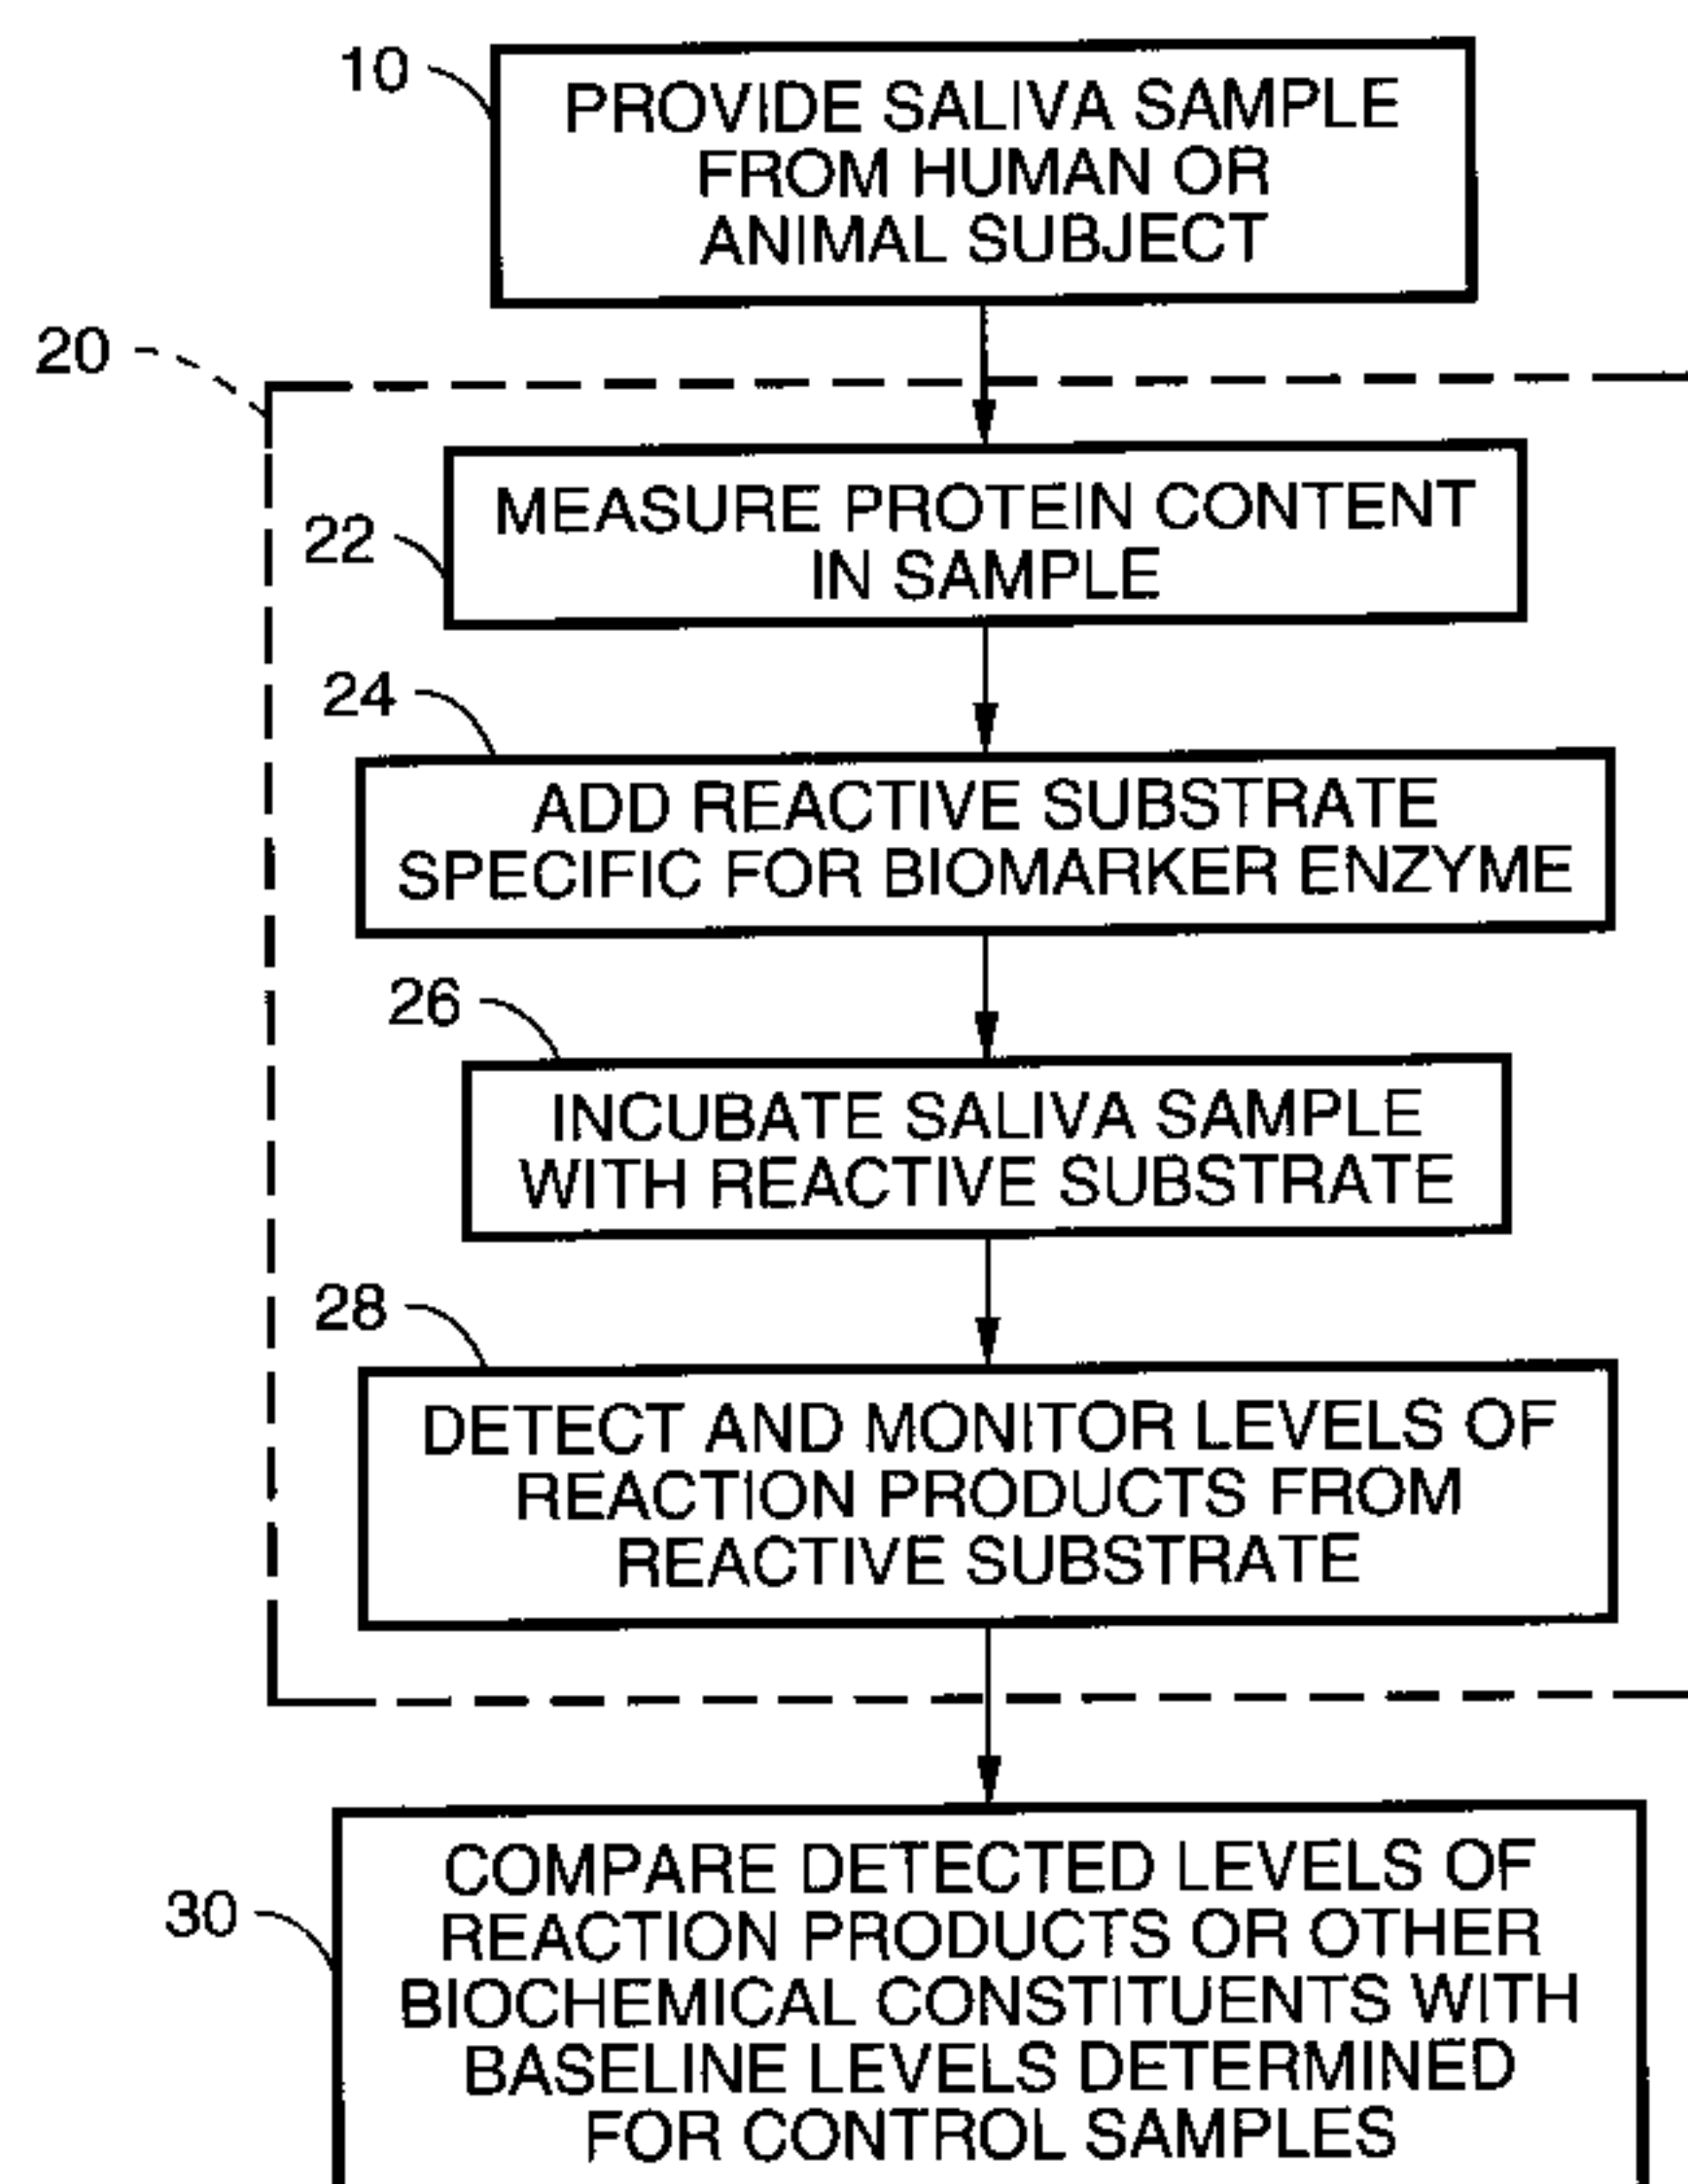 10
PROVIDE SALIVA SAMPLE
FROM HUMAN OR
ANIMAL SUBJECT
20
22
MEASURE PROTEIN CONTENT
IN SAMPLE
24
ADD REACTIVE SUBSTRATE
SPECIFIC FOR BIOMARKER ENZYME
26
INCUBATE SALIVA SAMPLE
WITH REACTIVE SUBSTRATE
28
DETECT AND MONITOR LEVELS OF
REACTION PRODUCTS FROM
REACTIVE SUBSTRATE
30
COMPARE DETECTED LEVELS OF
REACTION PRODUCTS OR OTHER
BIOCHEMICAL CONSTITUENTS WITH
BASELINE LEVELS DETERMINED
FOR CONTROL SAMPLES